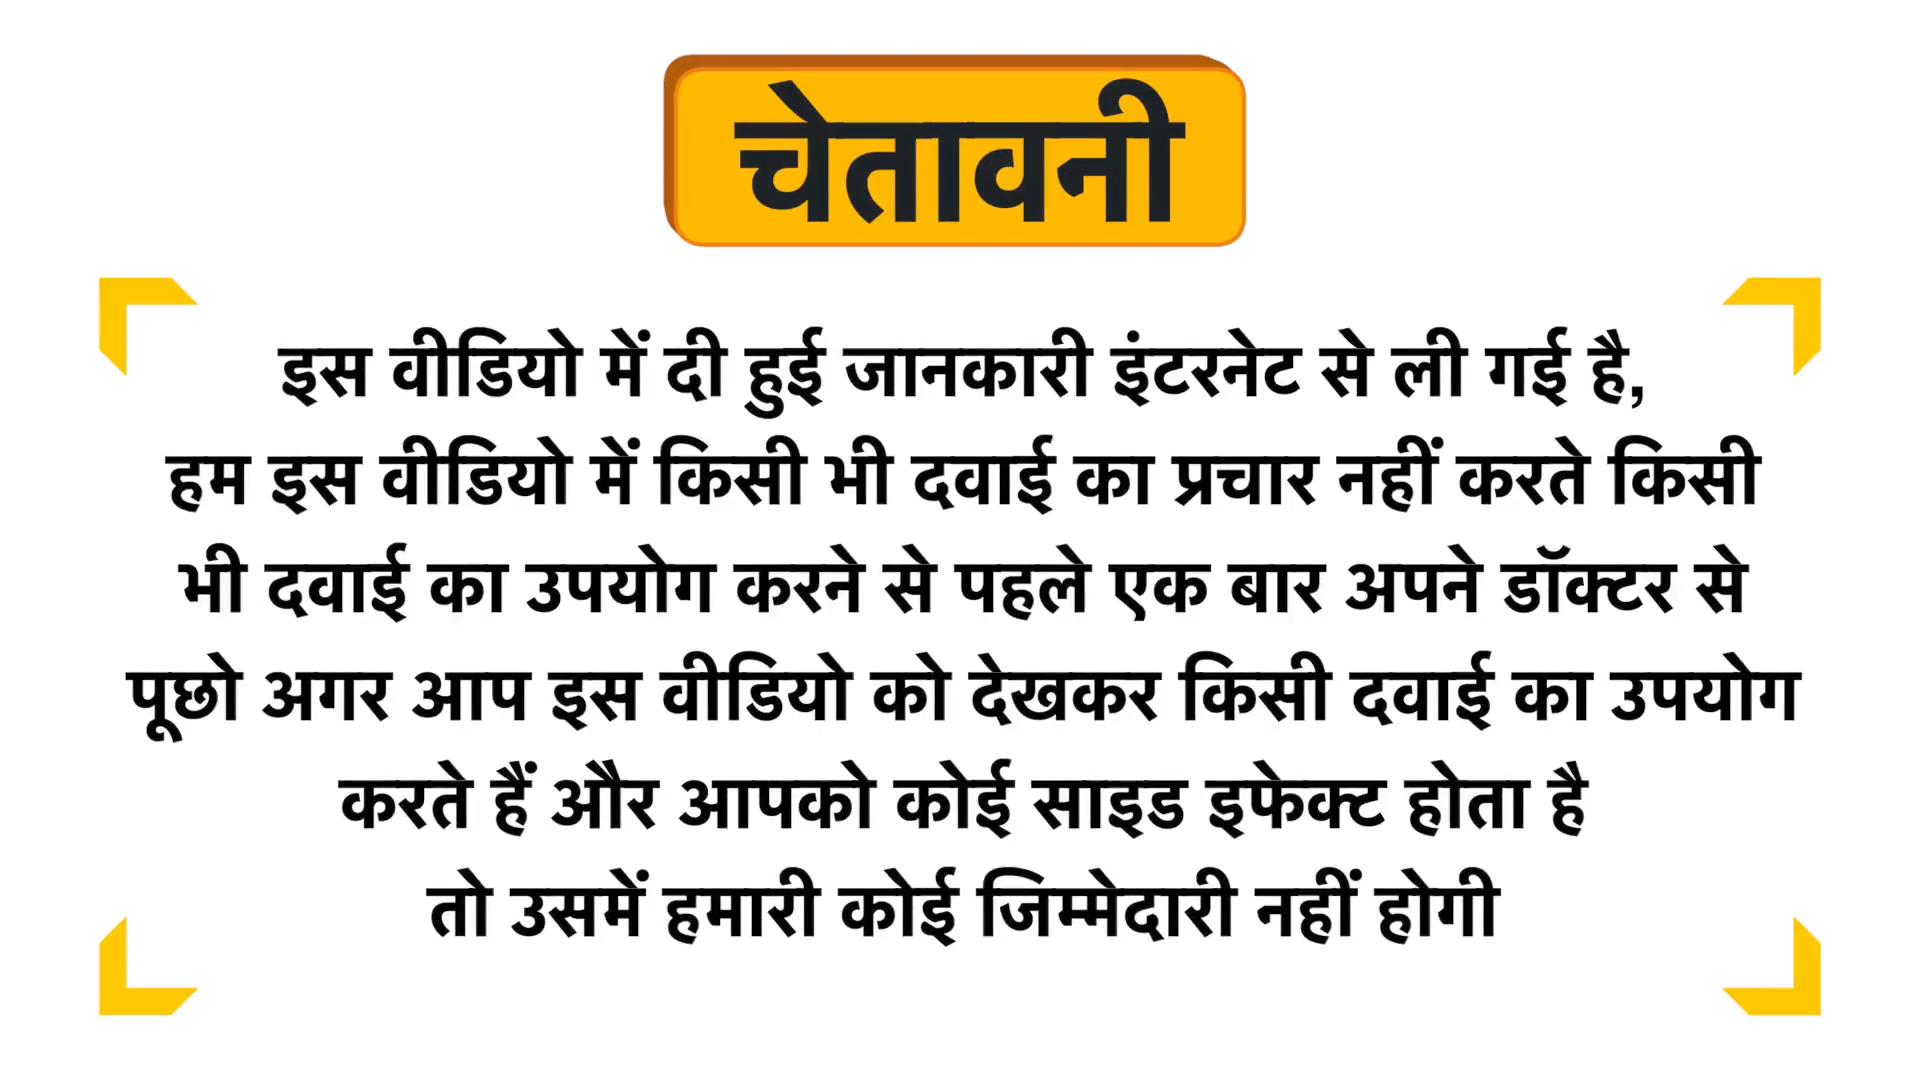 चेतावनी
इस वीडियो में दी हुई जानकारी इंटरनेट से ली गई है,
हम इस वीडियो में किसी भी दवाई का प्रचार नहीं करते किसी
भी दवाई का उपयोग करने से पहले एक बार अपने डॉक्टर से
पूछो अगर आप इस वीडियो को देखकर किसी दवाई का उपयोग
करते हैं और आपको कोई साइड इफेक्ट होता है
तो उसमें हमारी कोई जिम्मेदारी नहीं होगी